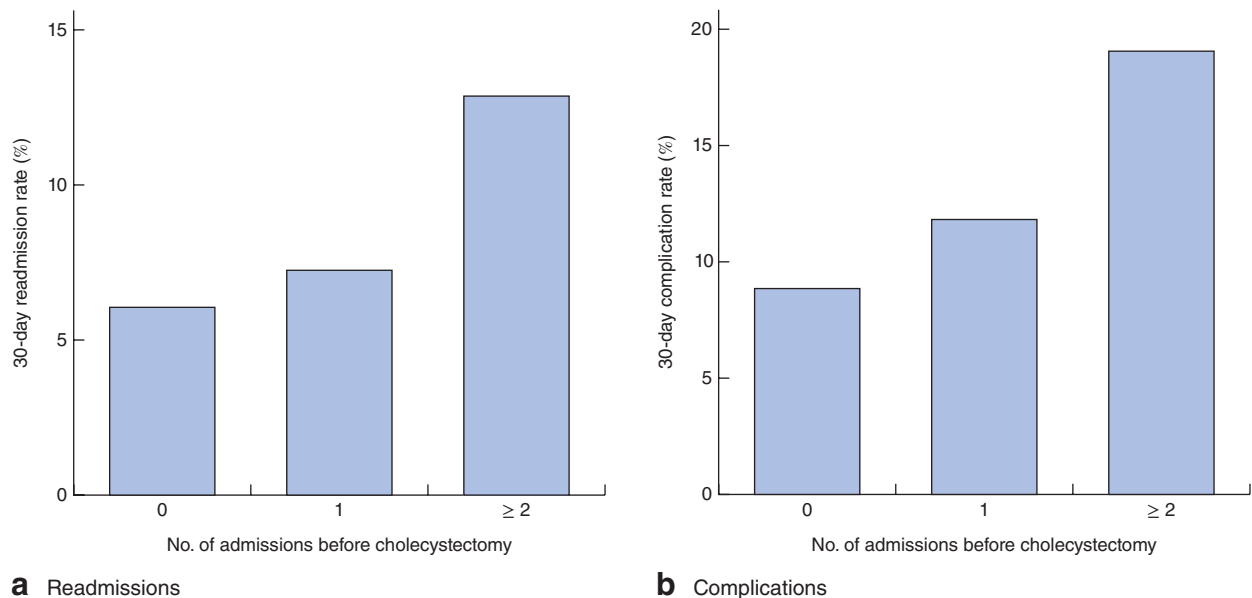 15
10
5
0
30-day readmission rate (%)
0
1
≥ 2
No. of admissions before cholecystectomy
a Readmissions
20
15
10
5
0
30-day complication rate (%)
0
1
≥ 2
No. of admissions before cholecystectomy
b Complications